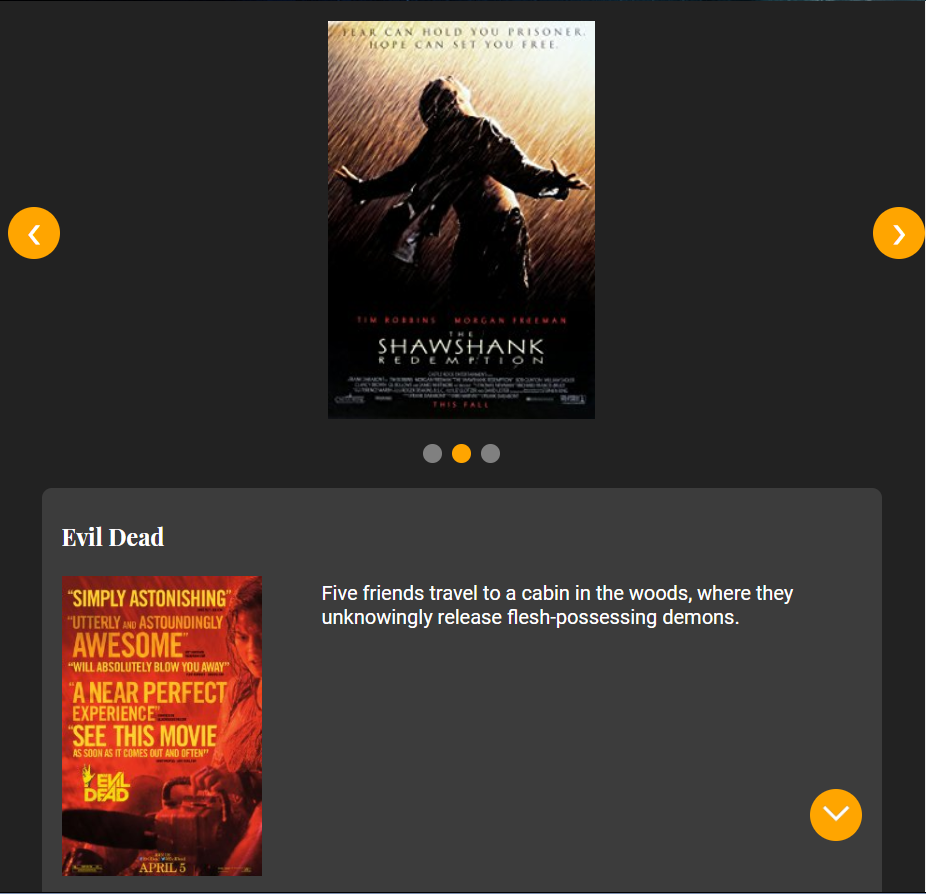 FEAR CAN HOLD YOU PRISONER.
HOPE CAN SET YOU FREE.
TIM ROBBINS MORGAN FREEMAN
THE
SHAWSHANK
REDEMPTION
THIS FALL
Evil Dead
"SIMPLY ASTONISHING"
"UTTERLY AND ASTOUNDINGLY
AWESOME"
"WILL ABSOLUTELY BLOW YOU AWAY"
"A NEAR PERFECT
EXPERIENCE"
"SEE THIS MOVIE
AS SOON AS IT COMES OUT AND OFTEN!"
EVIL
DEAD
APRIL 5
Five friends travel to a cabin in the woods, where they
unknowingly release flesh-possessing demons.